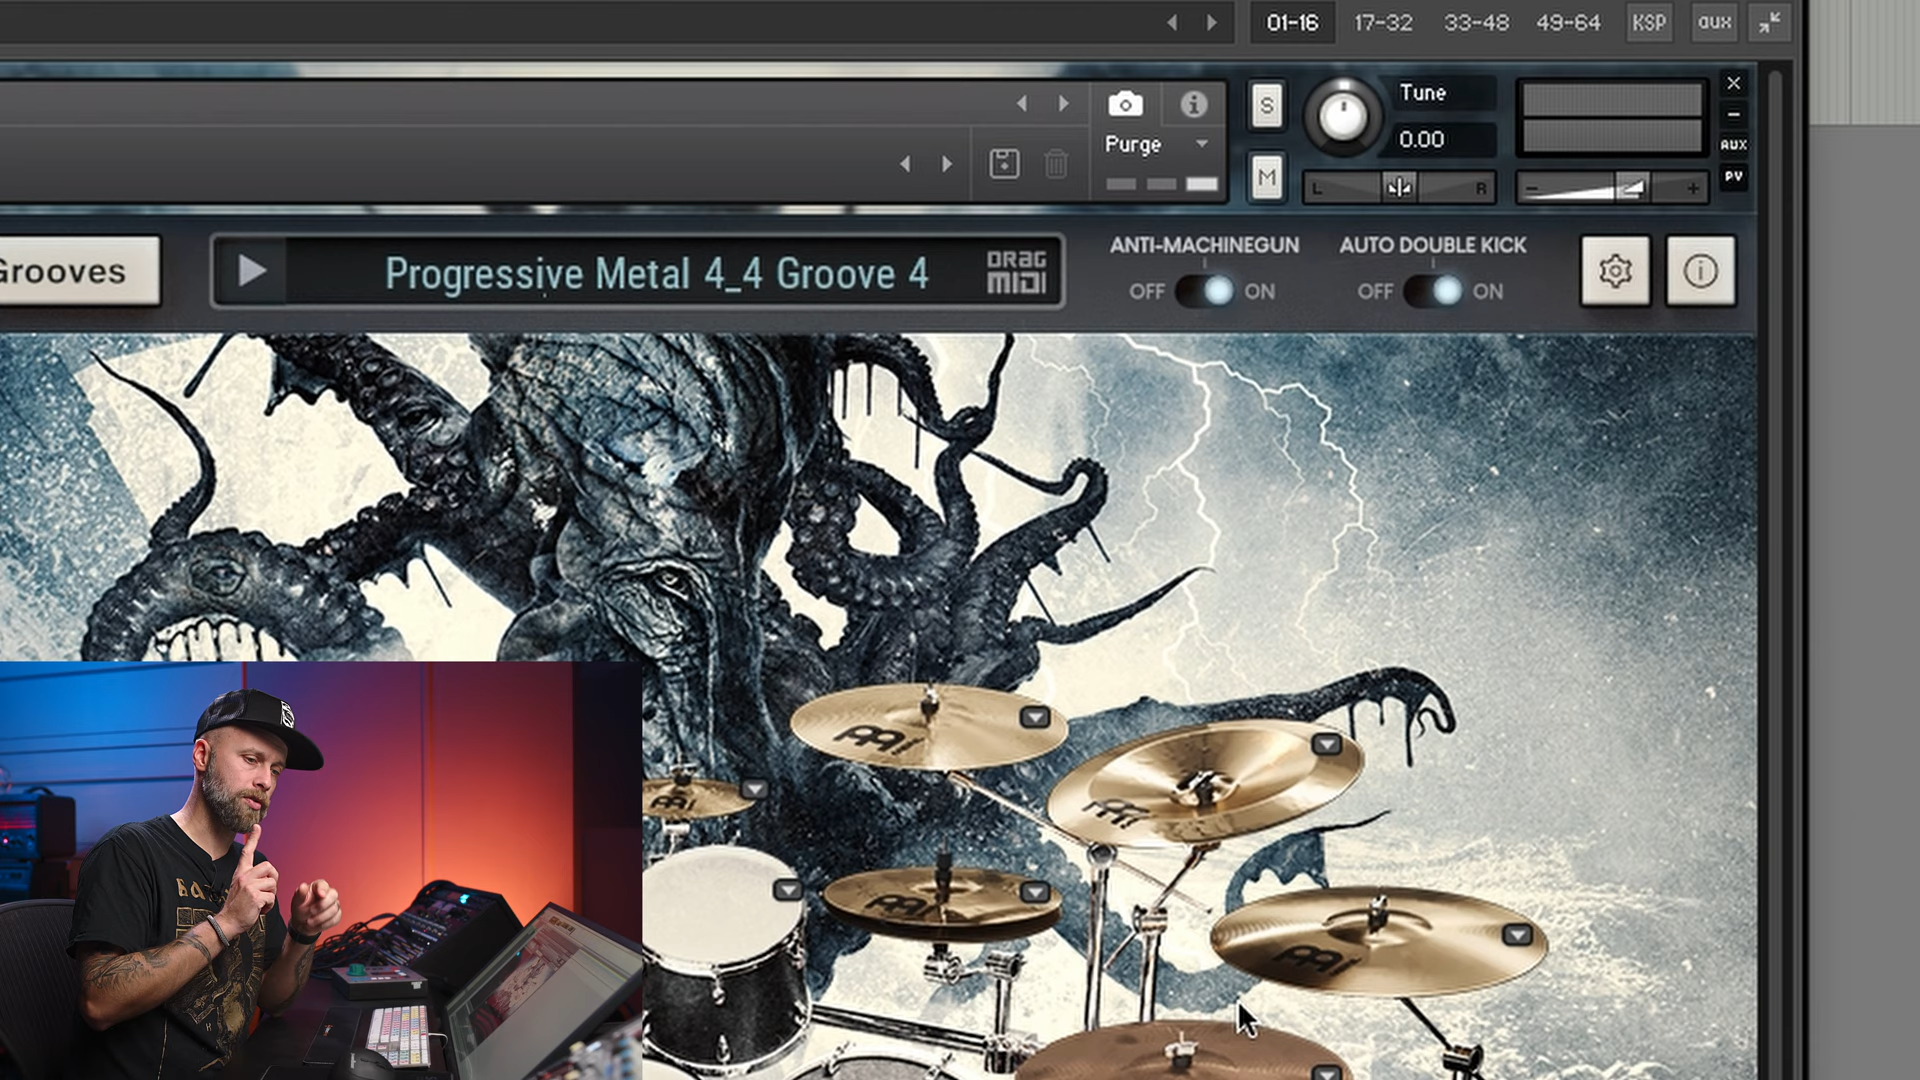 01-16 17-32 33-48 49-64 KSP aux
S Tune
Purge 0.00 AUX
M L R - + PV
Grooves Progressive Metal 4_4 Groove 4 DRAG MIDI
ANTI-MACHINEGUN AUTO DOUBLE KICK
OFF ON OFF ON